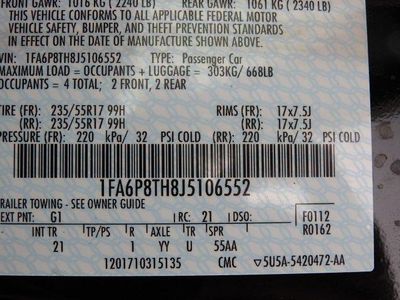 FRONT GAWR: 1016 KG ( 2240 LB) REAR GAWR: 1061 KG ( 2340 LB)
THIS VEHICLE CONFORMS TO ALL APPLICABLE FEDERAL MOTOR
VEHICLE SAFETY, BUMPER, AND THEFT PREVENTION STANDARDS
IN EFFECT ON THE DATE OF MANUFACTURE SHOWN ABOVE.
VIN: 1FA6P8TH8J5106552 TYPE: Passenger Car
MAXIMUM LOAD = OCCUPANTS + LUGGAGE = 303KG/ 668LB
OCCUPANTS = 4 TOTAL; 2 FRONT, 2 REAR
TIRE (FR): 235/55R17 99H RIMS (FR): 17x7.5J
(RR): 235/55R17 99H (RR): 17x7.5J
PRESSURE (FR): 220 kPa/ 32 PSI COLD (RR): 220 kPa/ 32 PSI COLD
1FA6P8TH8J5106552
TRAILER TOWING - SEE OWNER GUIDE
EXT PNT: G1 RC: 21 DSO: F0112
R0162
INT TR TP/PS R AXLE TR SPR
21 1 YY U 55AA
1201710315135 CMC 5U5A-5420472-AA